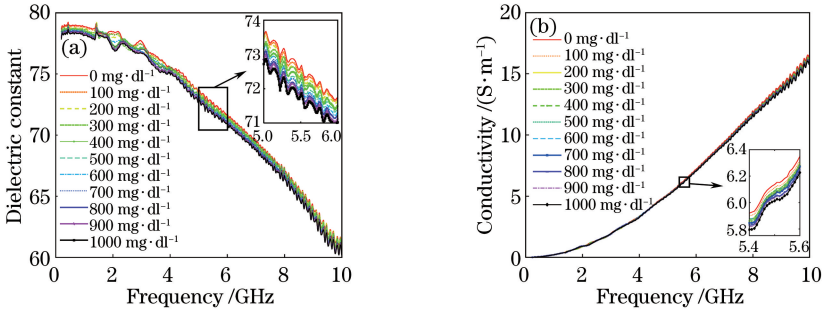 80
75
70
65
60
Dielectric constant
(a)
0 mg·dl⁻¹
100 mg·dl⁻¹
200 mg·dl⁻¹
300 mg·dl⁻¹
400 mg·dl⁻¹
500 mg·dl⁻¹
600 mg·dl⁻¹
700 mg·dl⁻¹
800 mg·dl⁻¹
900 mg·dl⁻¹
1000 mg·dl⁻¹
74
73
72
71
5.0 5.5 6.0
0 2 4 6 8 10
Frequency /GHz
20
15
10
5
0
Conductivity /(S·m⁻¹)
(b)
0 mg·dl⁻¹
100 mg·dl⁻¹
200 mg·dl⁻¹
300 mg·dl⁻¹
400 mg·dl⁻¹
500 mg·dl⁻¹
600 mg·dl⁻¹
700 mg·dl⁻¹
800 mg·dl⁻¹
900 mg·dl⁻¹
1000 mg·dl⁻¹
6.4
6.2
6.0
5.8
5.4 5.6
0 2 4 6 8 10
Frequency /GHz